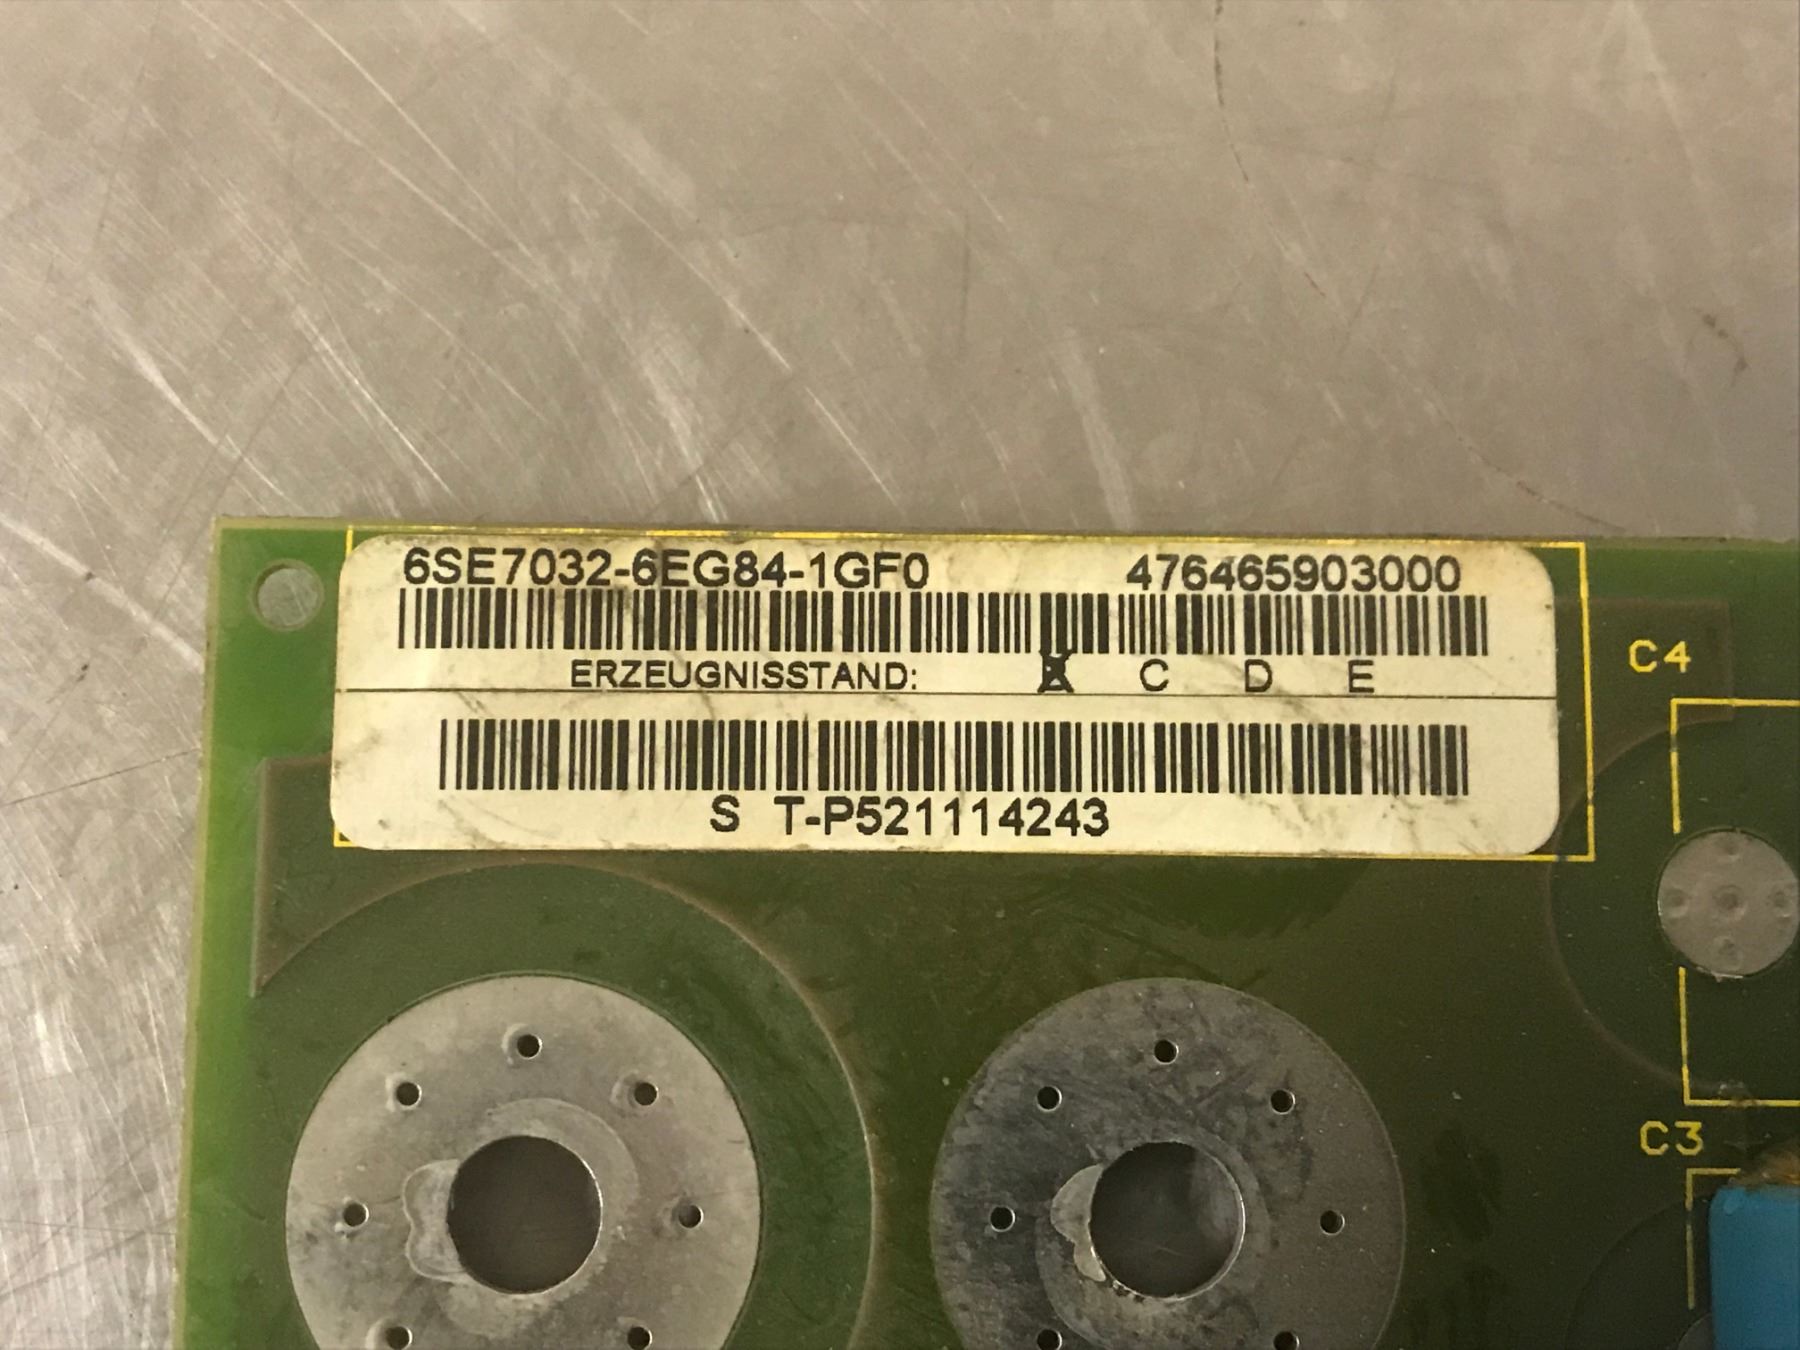 6SE7032-6EG84-1GF0 476465903000
ERZEUGNISSTAND: C D E
S T-P521114243
C4
C3